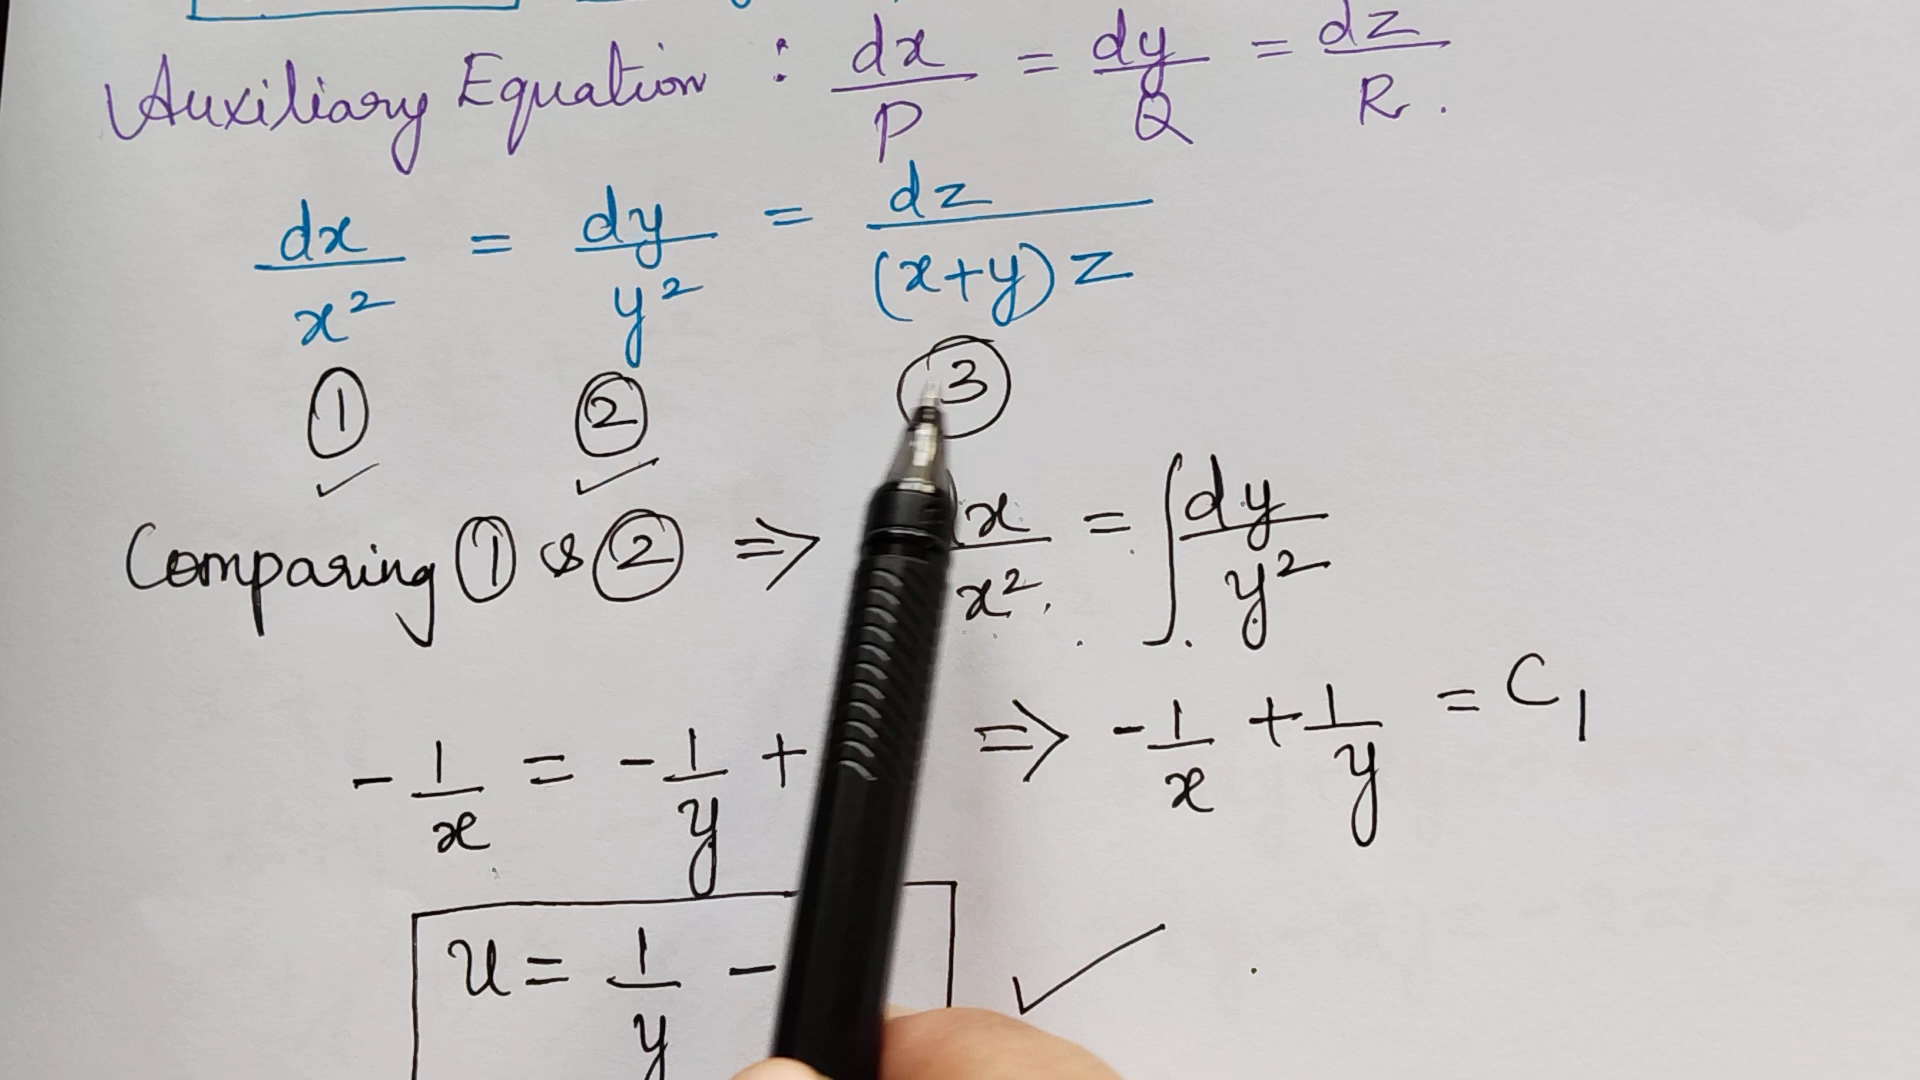 Auxiliary Equation : dx/P = dy/Q = dz/R .
dx/x² = dy/y² = dz/(x+y)z
① ② ③
Comparing ① & ② ⇒ x/x² = ∫dy/y²
-1/x = -1/y + ⇒ -1/x + 1/y = C₁
u = 1/y -